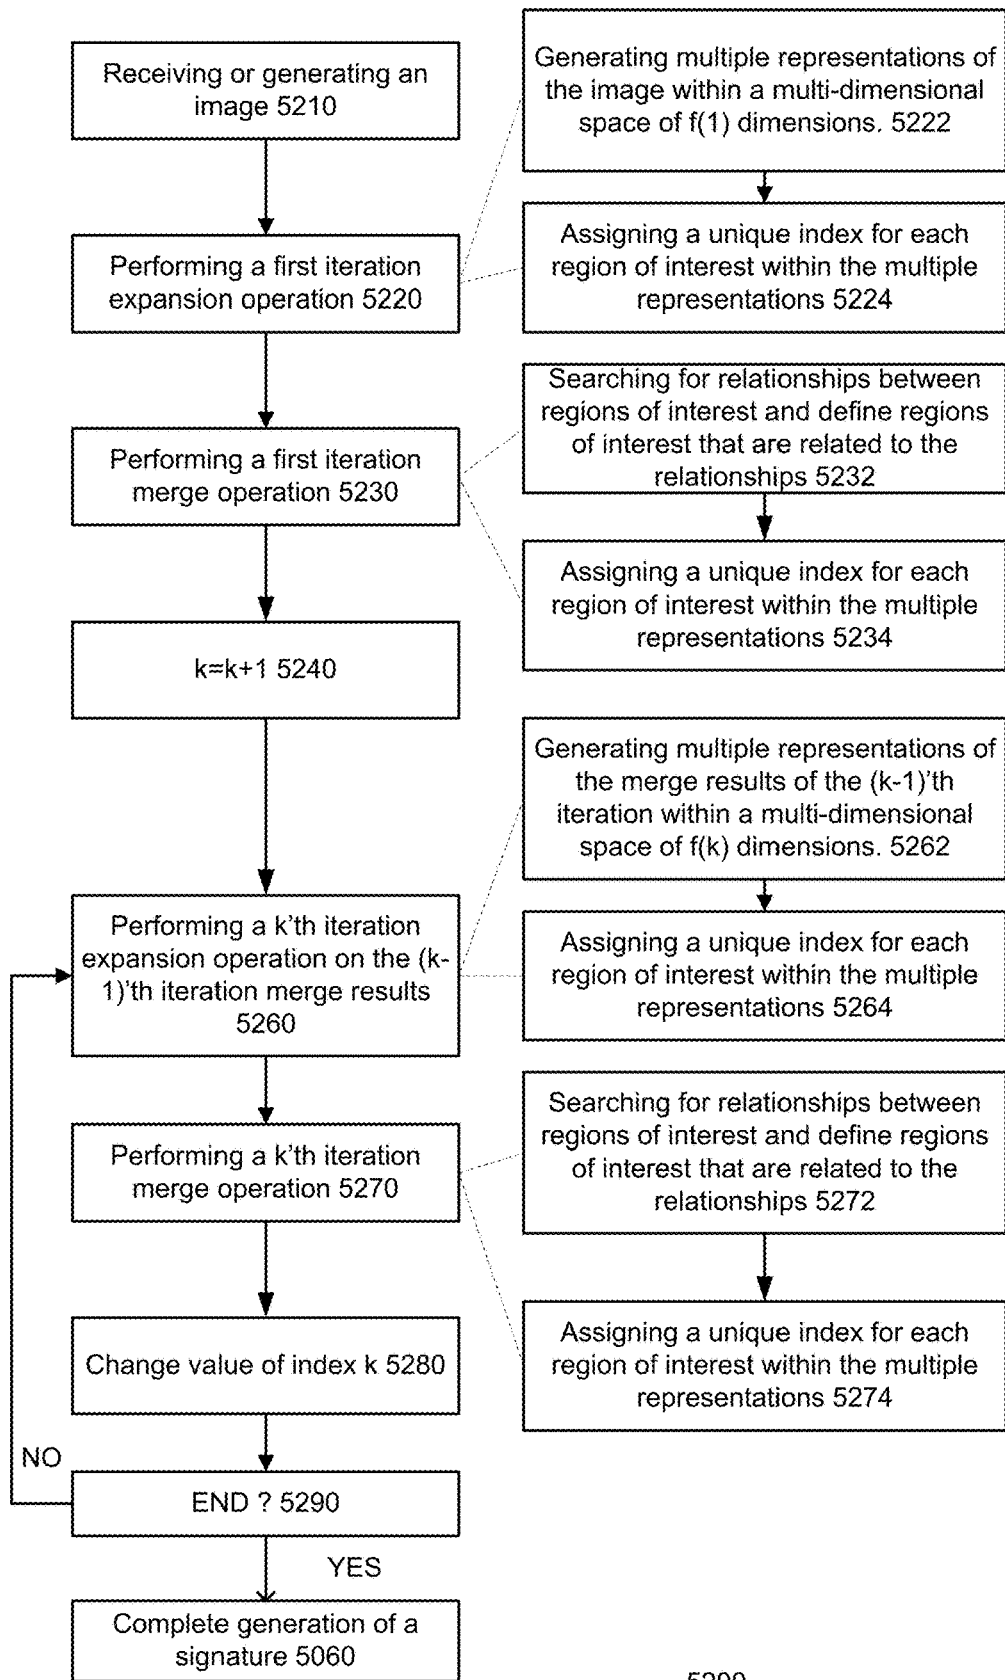 Receiving or generating an
image 5210
Generating multiple representations of
the image within a multi-dimensional
space of f(1) dimensions. 5222
Performing a first iteration
expansion operation 5220
Assigning a unique index for each
region of interest within the multiple
representations 5224
Performing a first iteration
merge operation 5230
Searching for relationships between
regions of interest and define regions
of interest that are related to the
relationships 5232
Assigning a unique index for each
region of interest within the multiple
representations 5234
k=k+1 5240
Generating multiple representations of
the merge results of the (k-1)'th
iteration within a multi-dimensional
space of f(k) dimensions. 5262
Performing a k'th iteration
expansion operation on the (k-
1)'th iteration merge results
5260
Assigning a unique index for each
region of interest within the multiple
representations 5264
Performing a k'th iteration
merge operation 5270
Searching for relationships between
regions of interest and define regions
of interest that are related to the
relationships 5272
Change value of index k 5280
Assigning a unique index for each
region of interest within the multiple
representations 5274
NO
END ? 5290
YES
Complete generation of a
signature 5060